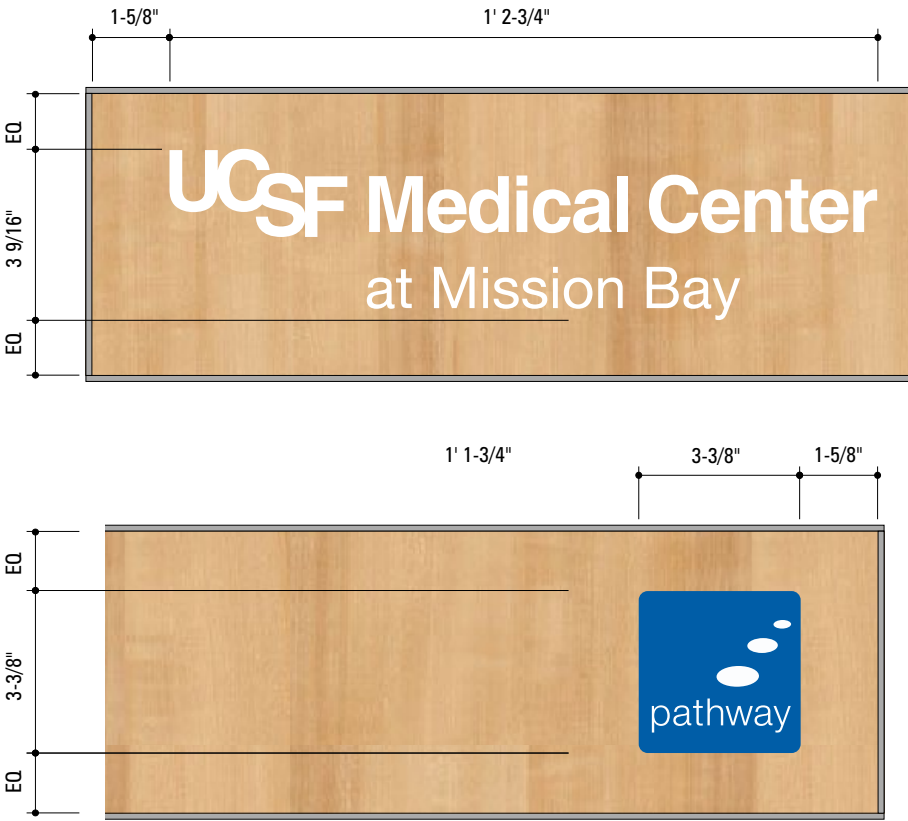 1-5/8"
1' 2-3/4"
EQ
3 9/16"
EQ
UCSF Medical Center
at Mission Bay
1' 1-3/4"
3-3/8"
1-5/8"
EQ
3-3/8"
EQ
pathway